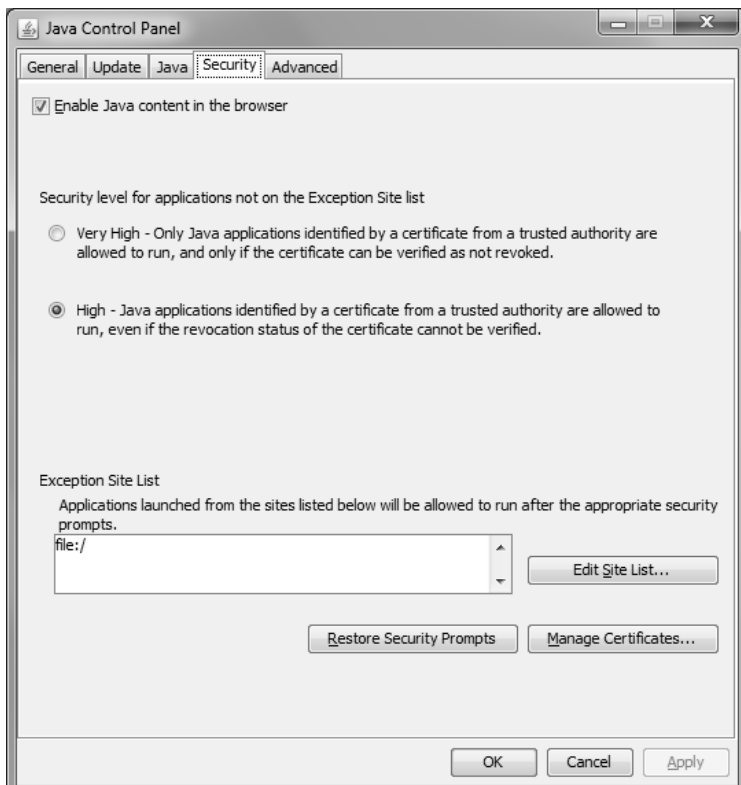 Java Control Panel
General Update Java Security Advanced
Enable Java content in the browser
Security level for applications not on the Exception Site list
Very High - Only Java applications identified by a certificate from a trusted authority are
allowed to run, and only if the certificate can be verified as not revoked.
High - Java applications identified by a certificate from a trusted authority are allowed to
run, even if the revocation status of the certificate cannot be verified.
Exception Site List
Applications launched from the sites listed below will be allowed to run after the appropriate security
prompts.
file:/
Edit Site List...
Restore Security Prompts Manage Certificates...
OK Cancel Apply